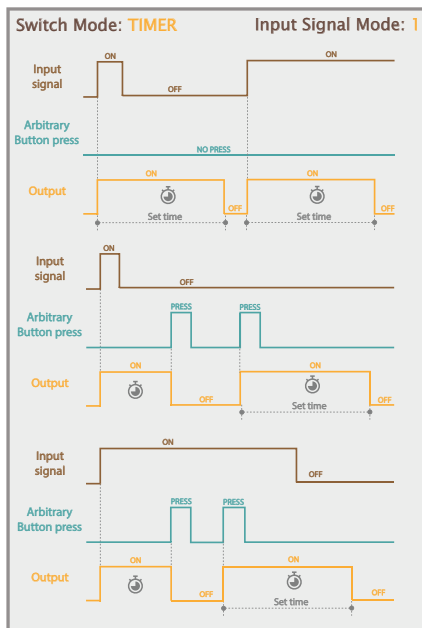 Switch Mode: TIMER Input Signal Mode: 1
ON
Input
signal
OFF
ON
Arbitrary
Button press
NO PRESS
Output
ON
OFF
ON
OFF
Set time
Set time
ON
Input
signal
OFF
PRESS
PRESS
Arbitrary
Button press
ON
ON
Output
OFF
OFF
Set time
ON
Input
signal
OFF
PRESS
PRESS
Arbitrary
Button press
ON
ON
Output
OFF
OFF
Set time